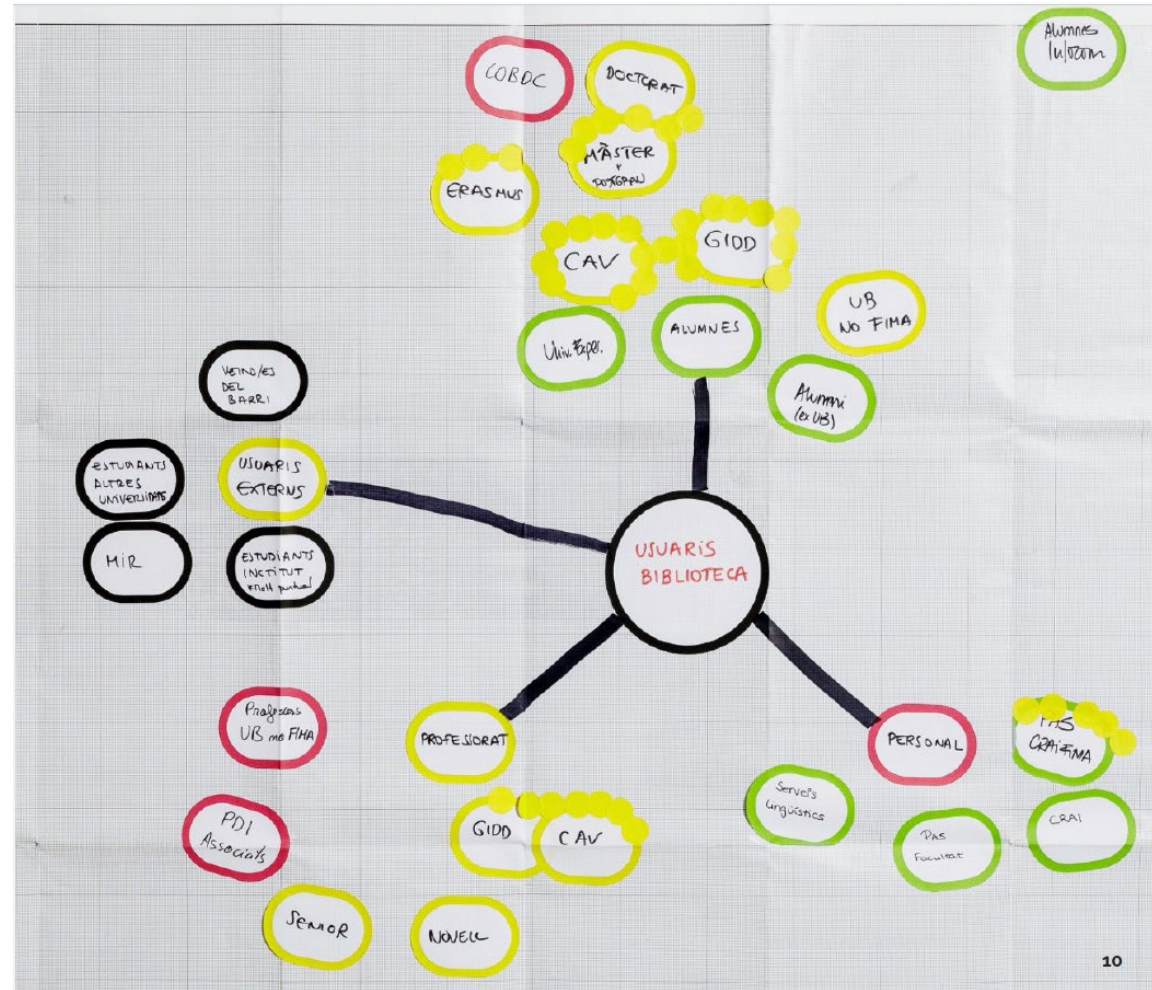 Alumnes
COBDC
DOCTORAT
MÀSTER
Y
POSTGRAU
ERASMUS
CAV
GIDD
UB
NO FIMA
Univ. Exper.
ALUMNES
Alumni
(ex UB)
VEÏNS/ES
DEL
BARRI
ESTUDIANTS
ALTRES
UNIVERSITATS
USUARIS
EXTERNS
MIR
ESTUDIANTS
INSTITUT
USUARIS
BIBLIOTECA
Professors
UB no FIMA
PROFESSORAT
PERSONAL
PAS
CRAI FIMA
PDI
Associats
GIDD
CAV
Serveis
Lingüístics
PAS
Facultat
CRAI
SENIOR
NOVELL
10